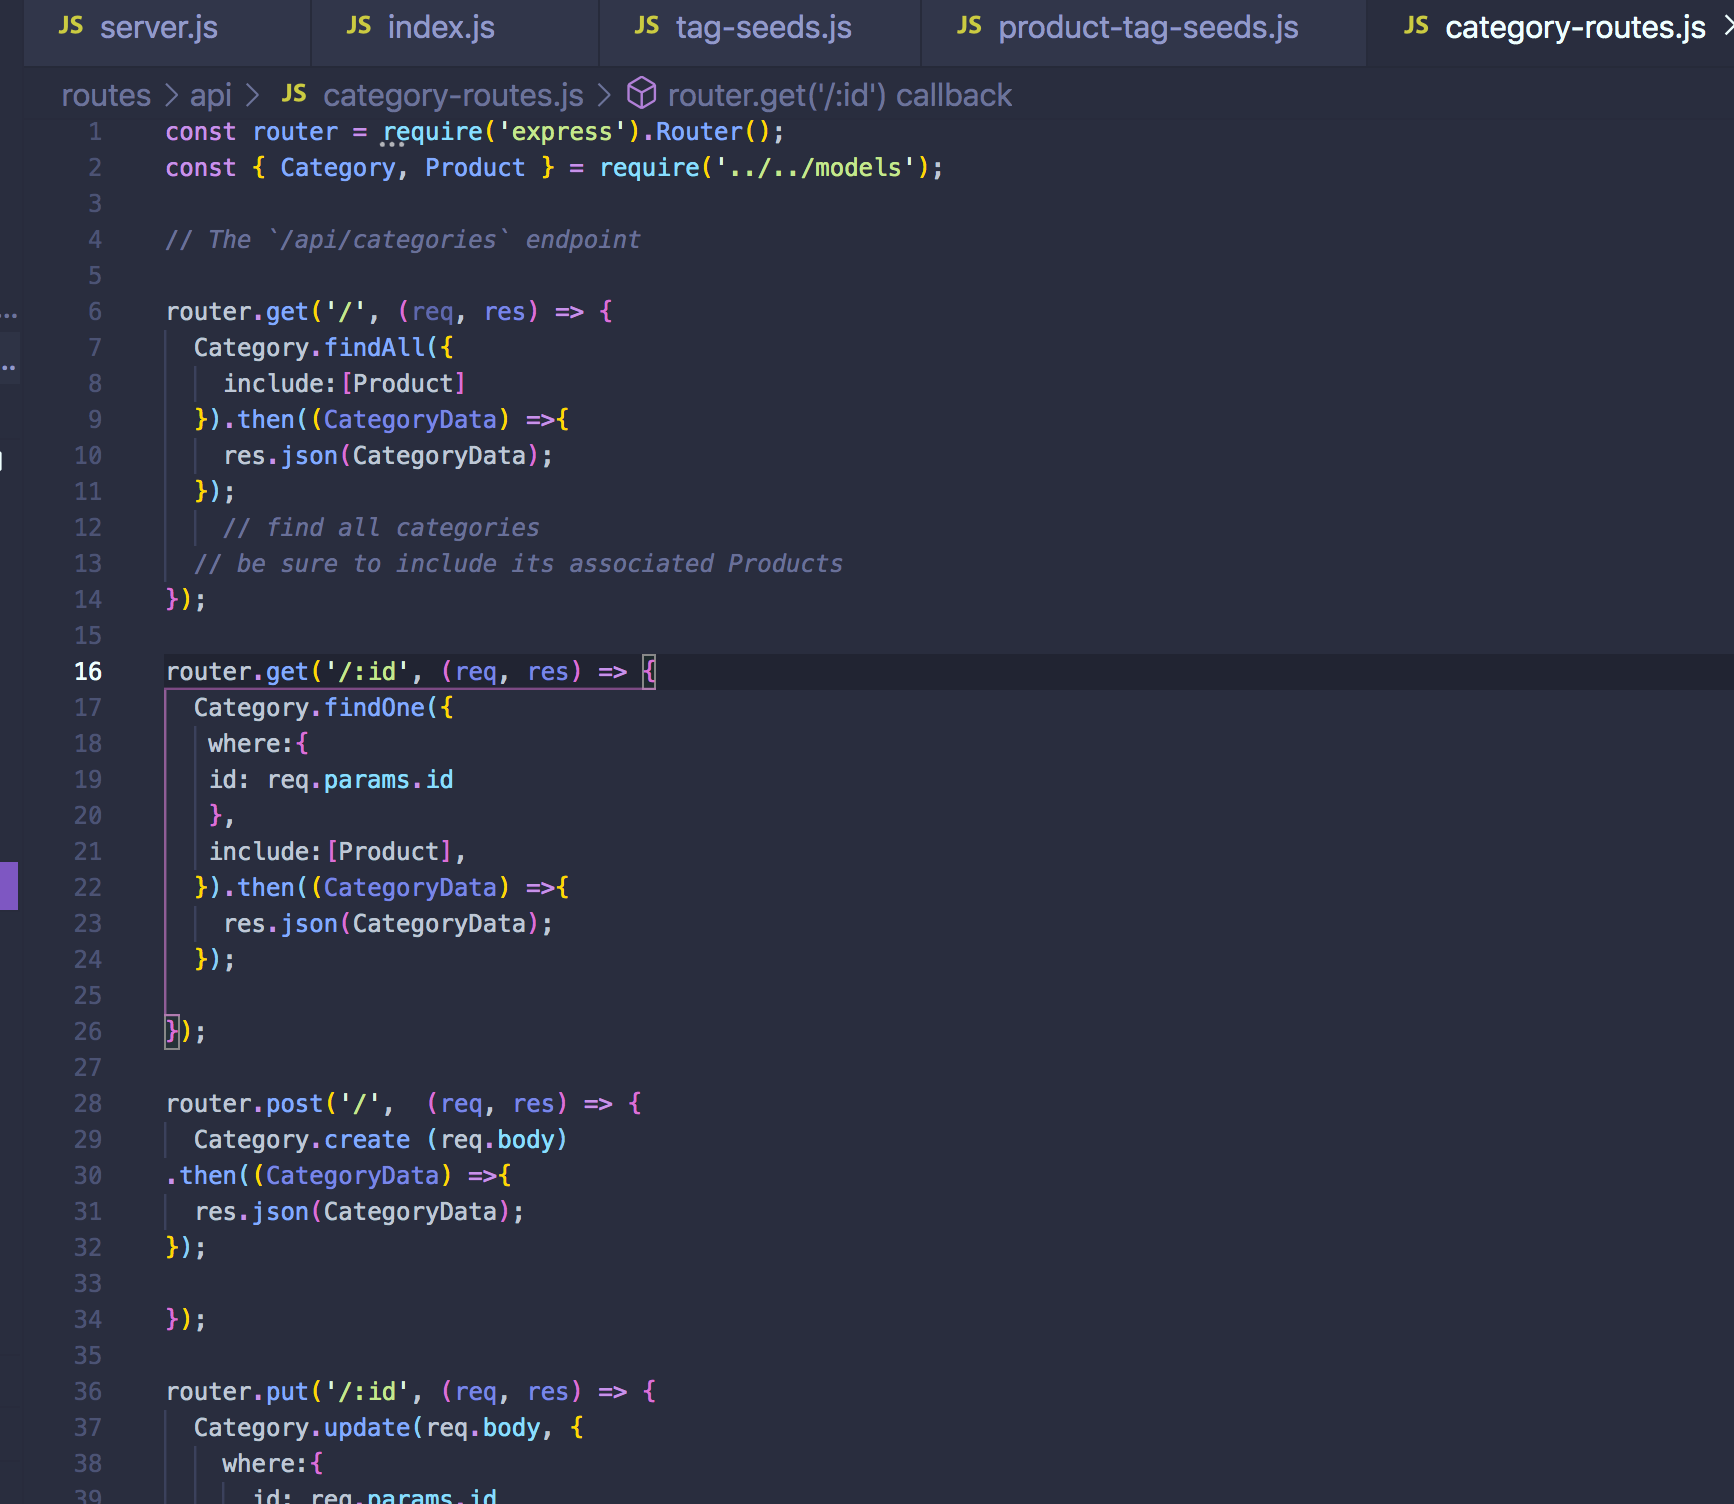 JS server.js JS index.js JS tag-seeds.js JS product-tag-seeds.js JS category-routes.js
routes > api > JS category-routes.js > router.get('/:id') callback
1 const router = require('express').Router();
2 const { Category, Product } = require('../../models');
3
4 // The `/api/categories` endpoint
5
6 router.get('/', (req, res) => {
7 Category.findAll({
8 include:[Product]
9 }).then((CategoryData) =>{
10 res.json(CategoryData);
11 });
12 // find all categories
13 // be sure to include its associated Products
14 });
15
16 router.get('/:id', (req, res) => {
17 Category.findOne({
18 where:{
19 id: req.params.id
20 },
21 include:[Product],
22 }).then((CategoryData) =>{
23 res.json(CategoryData);
24 });
25
26 });
27
28 router.post('/',  (req, res) => {
29 Category.create (req.body)
30 .then((CategoryData) =>{
31 res.json(CategoryData);
32 });
33
34 });
35
36 router.put('/:id', (req, res) => {
37 Category.update(req.body, {
38 where:{
39 id: req.params.id